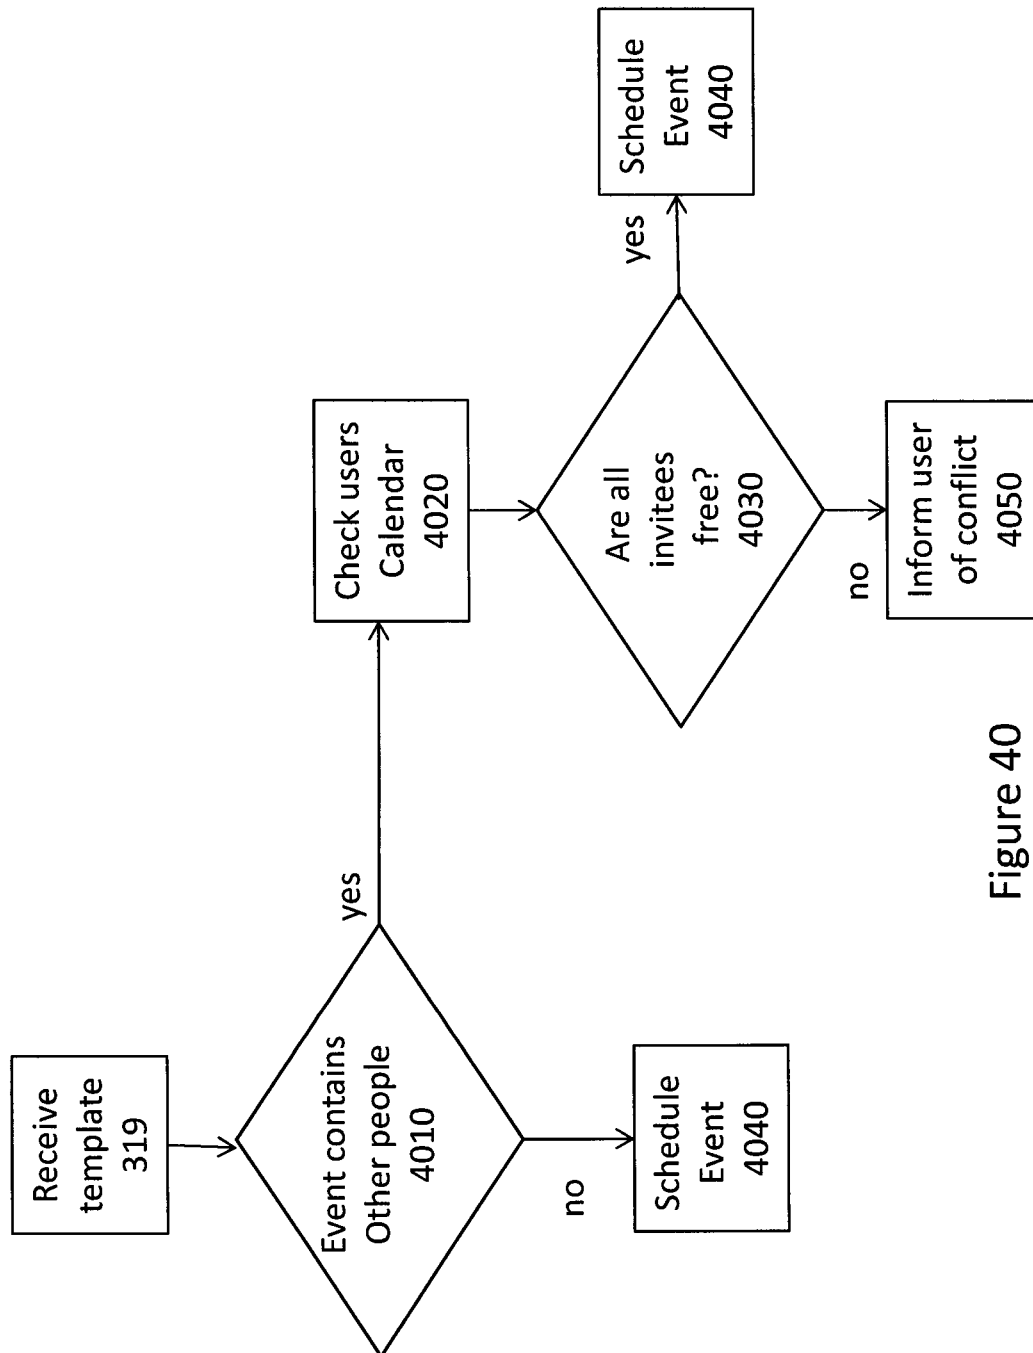 Receive
template
319
Event contains
Other people
4010
yes
no
Schedule
Event
4040
Check users
Calendar
4020
Are all
invitees
free?
4030
yes
Schedule
Event
4040
no
Inform user
of conflict
4050
Figure 40